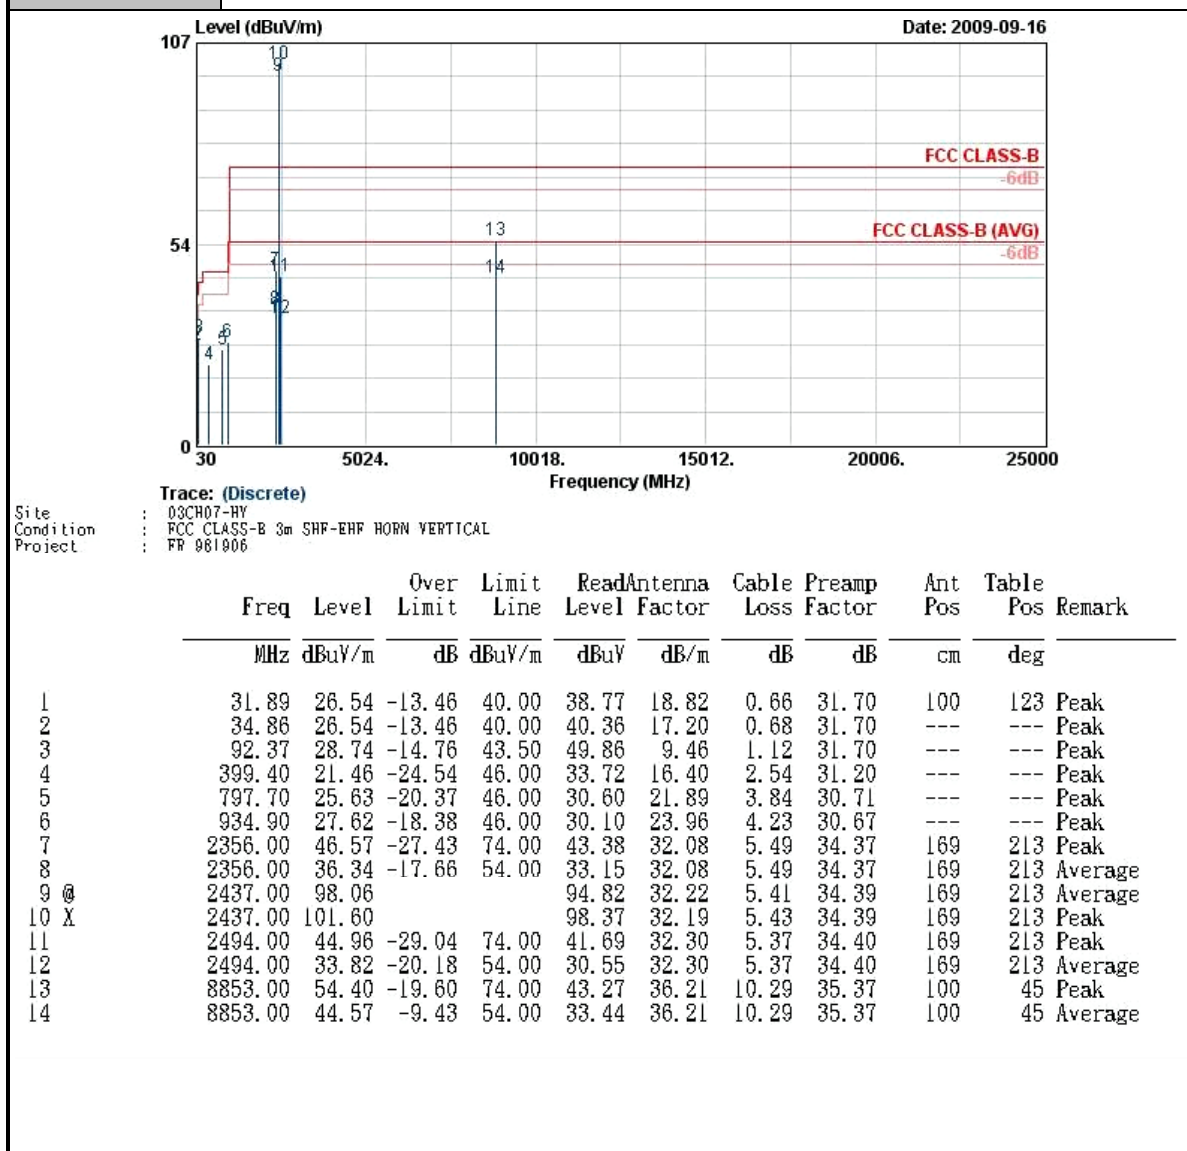 Level (dBuV/m) Date: 2009-09-16
107
10
9
FCC CLASS-B
-6dB
13
FCC CLASS-B (AVG)
54
-6dB
7
11
14
8
12
3
6
5
4
0
30 5024. 10018. 15012. 20006. 25000
Frequency (MHz)
Trace: (Discrete)
Site : 03CH07-HY
Condition : FCC CLASS-B 3m SHF-EHF HORN VERTICAL
Project : FR 981906
Over Limit ReadAntenna Cable Preamp Ant Table
Freq Level Limit Line Level Factor Loss Factor Pos Pos Remark
MHz dBuV/m dB dBuV/m dBuV dB/m dB dB cm deg
1 31.89 26.54 -13.46 40.00 38.77 18.82 0.66 31.70 100 123 Peak
2 34.86 26.54 -13.46 40.00 40.36 17.20 0.68 31.70 --- --- Peak
3 92.37 28.74 -14.76 43.50 49.86 9.46 1.12 31.70 --- --- Peak
4 399.40 21.46 -24.54 46.00 33.72 16.40 2.54 31.20 --- --- Peak
5 797.70 25.63 -20.37 46.00 30.60 21.89 3.84 30.71 --- --- Peak
6 934.90 27.62 -18.38 46.00 30.10 23.96 4.23 30.67 --- --- Peak
7 2356.00 46.57 -27.43 74.00 43.38 32.08 5.49 34.37 169 213 Peak
8 2356.00 36.34 -17.66 54.00 33.15 32.08 5.49 34.37 169 213 Average
9 @ 2437.00 98.06 94.82 32.22 5.41 34.39 169 213 Average
10 X 2437.00 101.60 98.37 32.19 5.43 34.39 169 213 Peak
11 2494.00 44.96 -29.04 74.00 41.69 32.30 5.37 34.40 169 213 Peak
12 2494.00 33.82 -20.18 54.00 30.55 32.30 5.37 34.40 169 213 Average
13 8853.00 54.40 -19.60 74.00 43.27 36.21 10.29 35.37 100 45 Peak
14 8853.00 44.57 -9.43 54.00 33.44 36.21 10.29 35.37 100 45 Average